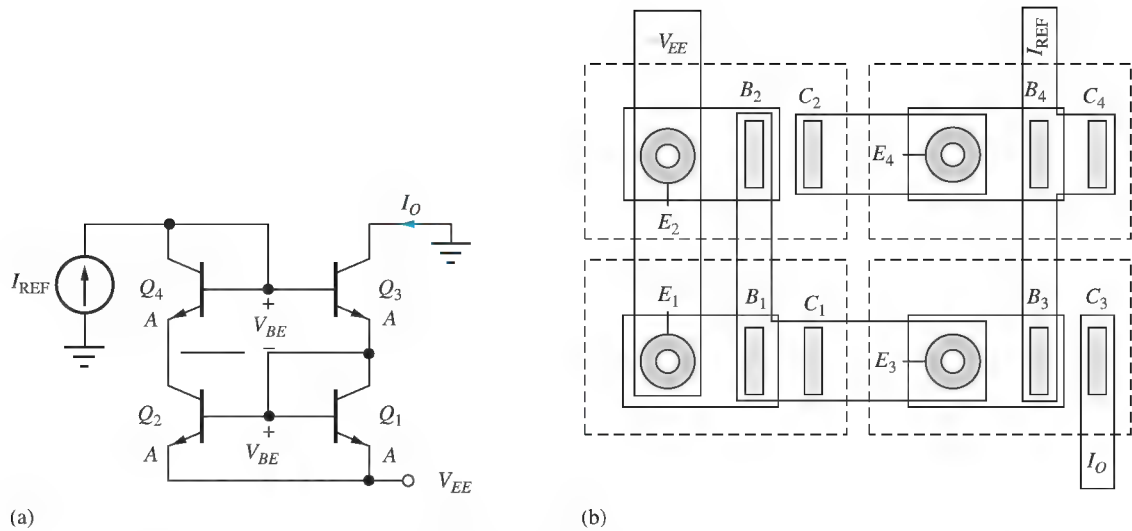 I_O
I_REF
Q_4
Q_3
A
+
A
V_BE
–
Q_2
Q_1
+
A
V_BE
A
V_EE
(a)
V_EE
I_REF
B_2
C_2
B_4
C_4
E_4
E_2
E_1
B_1
C_1
B_3
C_3
E_3
I_O
(b)